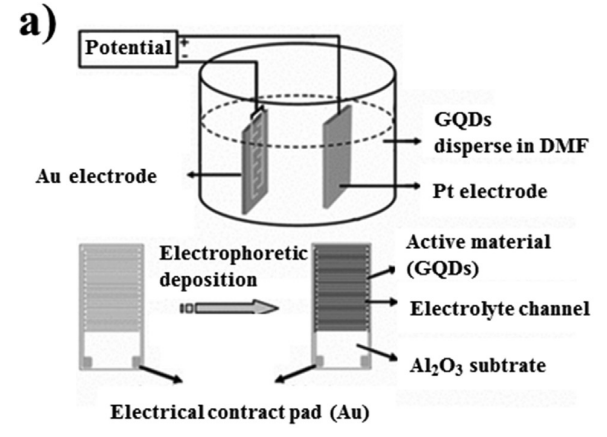 a)
Potential
+
-
GQDs
disperse in DMF
Au electrode
Pt electrode
Electrophoretic
deposition
Active material
(GQDs)
Electrolyte channel
Al₂O₃ subtrate
Electrical contract pad (Au)